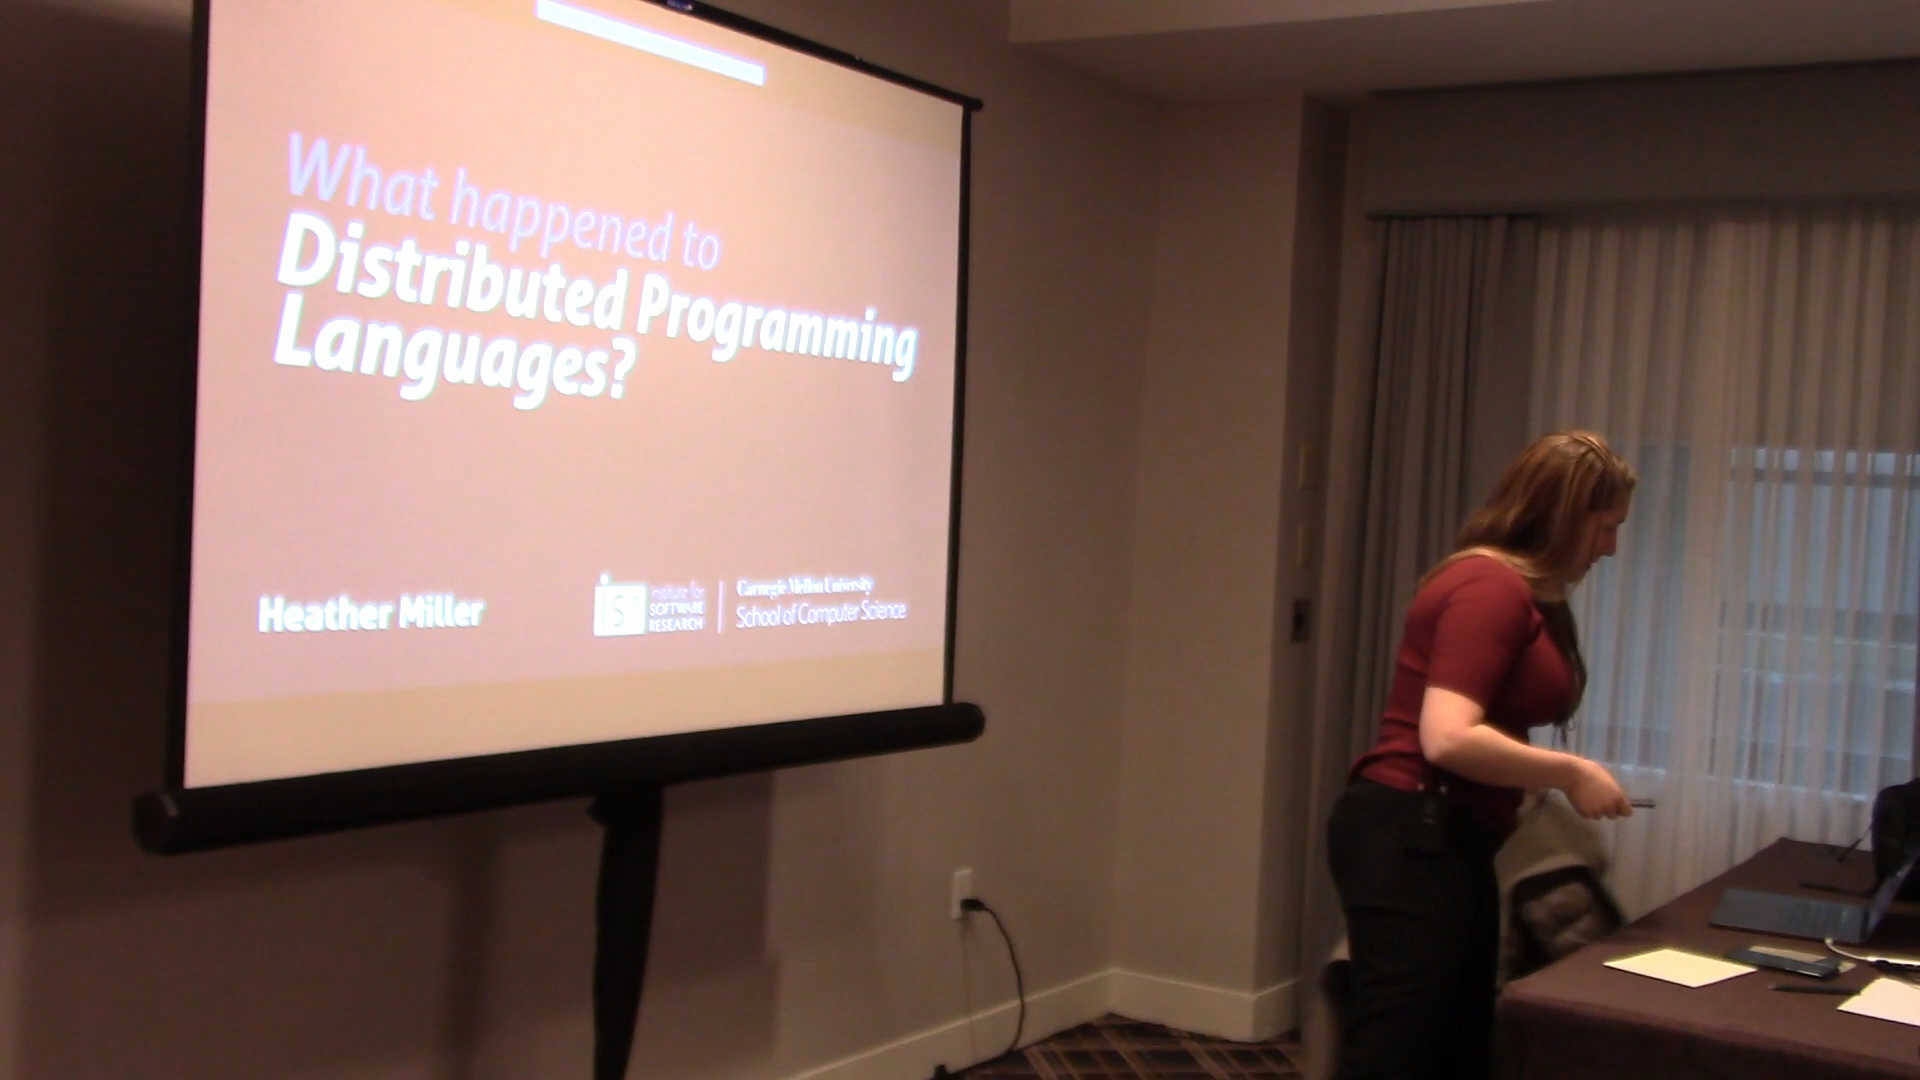 What happened to
Distributed Programming
Languages?
Heather Miller
isr
institute for
SOFTWARE
RESEARCH
Carnegie Mellon University
School of Computer Science